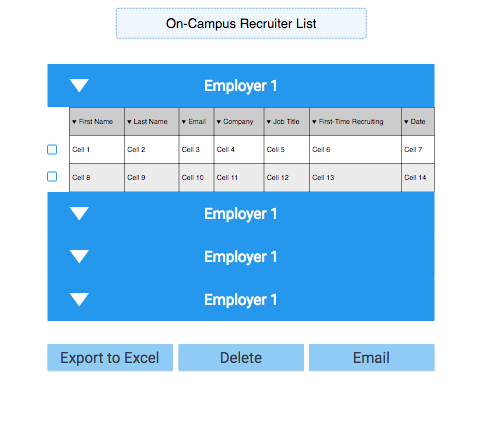 On-Campus Recruiter List
Employer 1
▼ First Name ▼ Last Name ▼ Email ▼ Company ▼ Job Title ▼ First-Time Recruiting ▼ Date
Cell 1 Cell 2 Cell 3 Cell 4 Cell 5 Cell 6 Cell 7
Cell 8 Cell 9 Cell 10 Cell 11 Cell 12 Cell 13 Cell 14
Employer 1
Employer 1
Employer 1
Export to Excel Delete Email